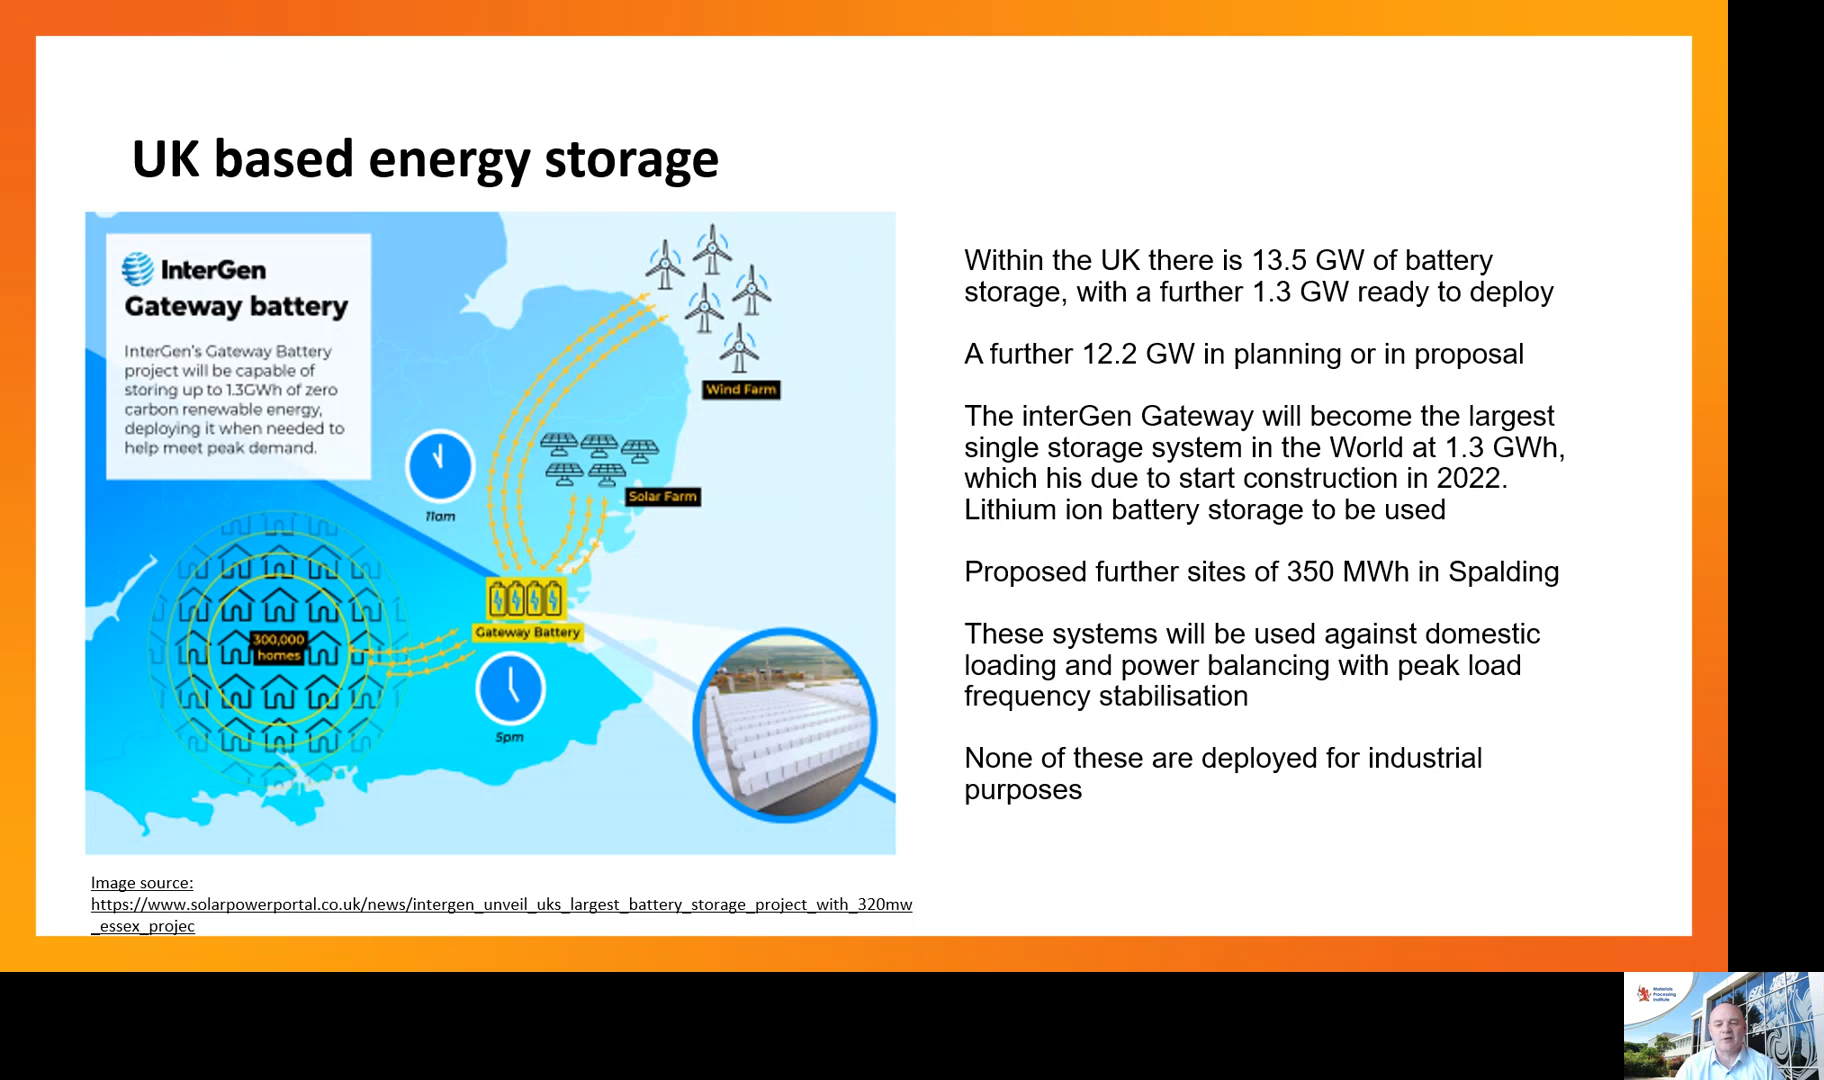 UK based energy storage
InterGen
Gateway battery
InterGen's Gateway Battery
project will be capable of
storing up to 1.3GWh of zero
carbon renewable energy,
deploying it when needed to
help meet peak demand.
Wind Farm
Solar Farm
11am
Gateway Battery
300,000
homes
5pm
Image source:
https://www.solarpowerportal.co.uk/news/intergen_unveil_uks_largest_battery_storage_project_with_320mw
_essex_projec
Within the UK there is 13.5 GW of battery
storage, with a further 1.3 GW ready to deploy
A further 12.2 GW in planning or in proposal
The interGen Gateway will become the largest
single storage system in the World at 1.3 GWh,
which his due to start construction in 2022.
Lithium ion battery storage to be used
Proposed further sites of 350 MWh in Spalding
These systems will be used against domestic
loading and power balancing with peak load
frequency stabilisation
None of these are deployed for industrial
purposes
Materials
Processing
Institute